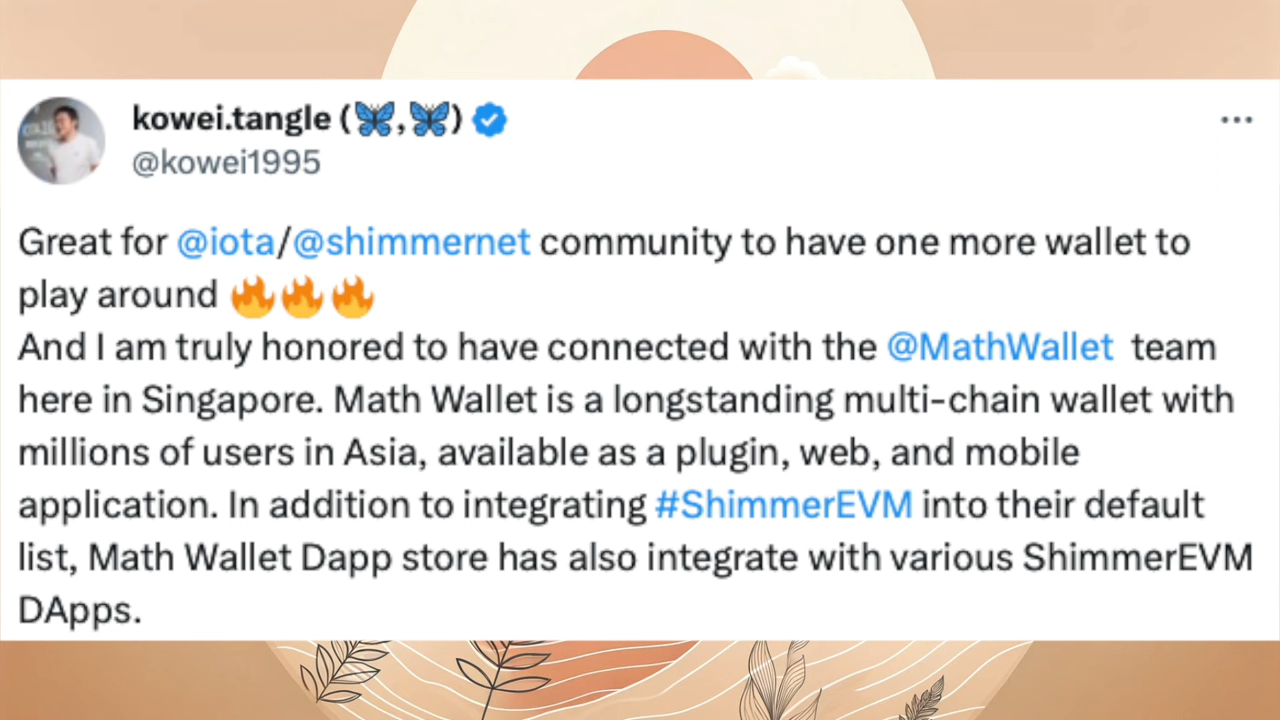 kowei.tangle (🦋,🦋)
@kowei1995
Great for @iota/@shimmernet community to have one more wallet to
play around 🔥🔥🔥
And I am truly honored to have connected with the @MathWallet team
here in Singapore. Math Wallet is a longstanding multi-chain wallet with
millions of users in Asia, available as a plugin, web, and mobile
application. In addition to integrating #ShimmerEVM into their default
list, Math Wallet Dapp store has also integrate with various ShimmerEVM
DApps.